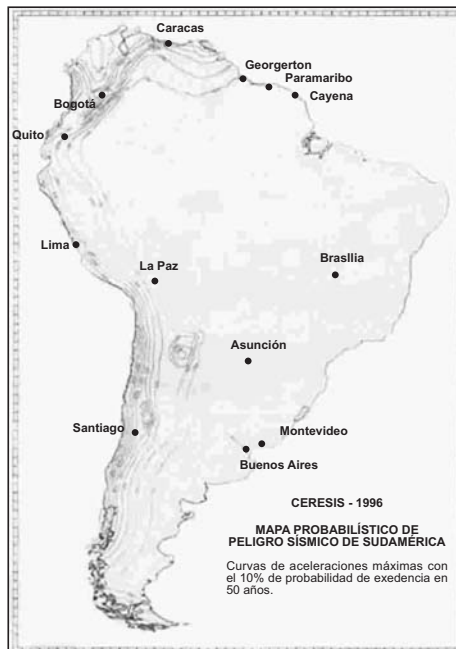 Caracas
Georgerton
Paramaribo
Cayena
Bogotá
Quito
Lima
La Paz
Brasllia
Asunción
Santiago
Montevideo
Buenos Aires
CERESIS - 1996
MAPA PROBABILÍSTICO DE
PELIGRO SÍSMICO DE SUDAMÉRICA
Curvas de aceleraciones máximas con
el 10% de probabilidad de exedencia en
50 años.